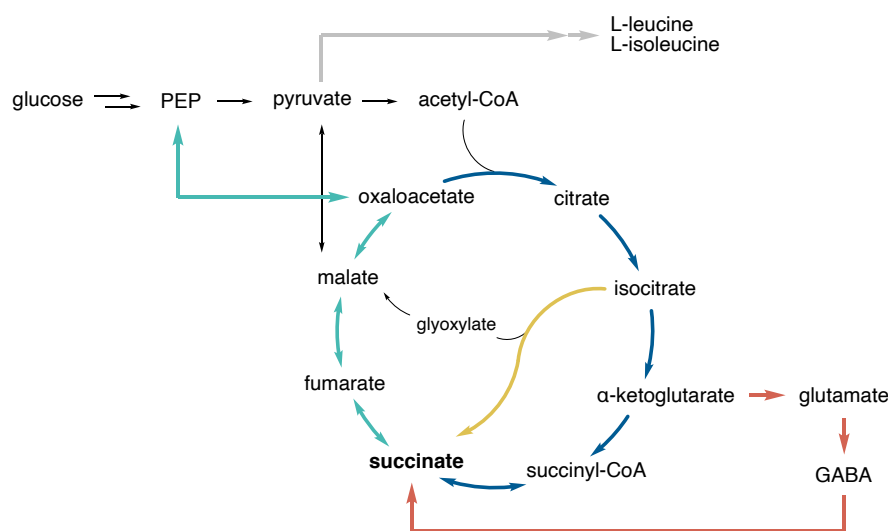 L-leucine
L-isoleucine
glucose
PEP
pyruvate
acetyl-CoA
oxaloacetate
citrate
malate
isocitrate
glyoxylate
fumarate
α-ketoglutarate
glutamate
succinate
succinyl-CoA
GABA